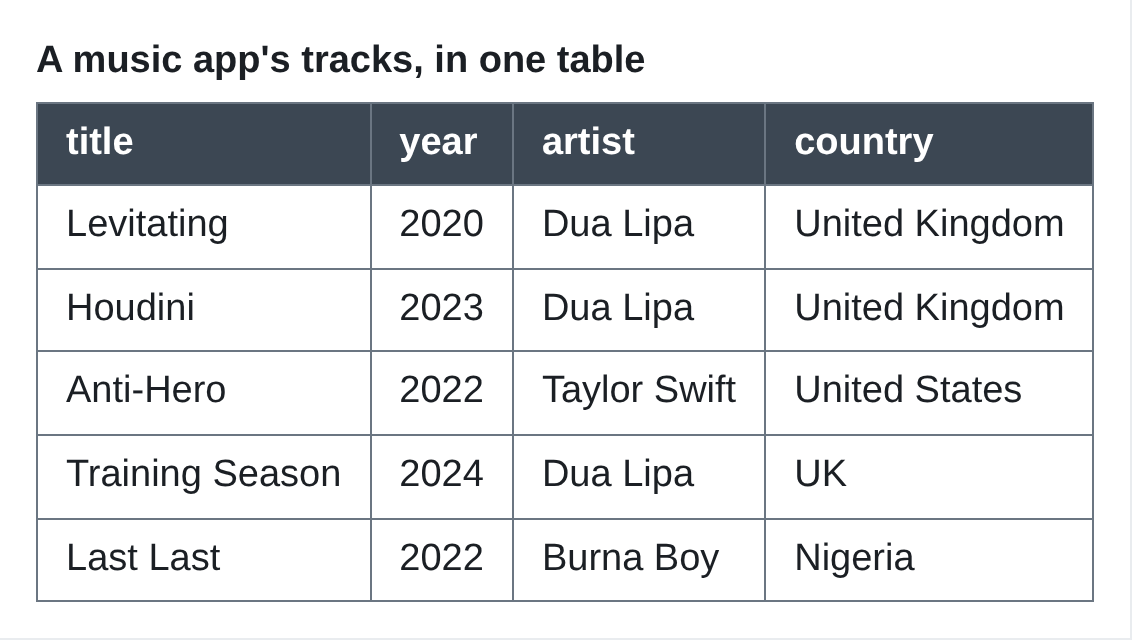 A music app's tracks, in one table
title year artist country
Levitating 2020 Dua Lipa United Kingdom
Houdini 2023 Dua Lipa United Kingdom
Anti-Hero 2022 Taylor Swift United States
Training Season 2024 Dua Lipa UK
Last Last 2022 Burna Boy Nigeria